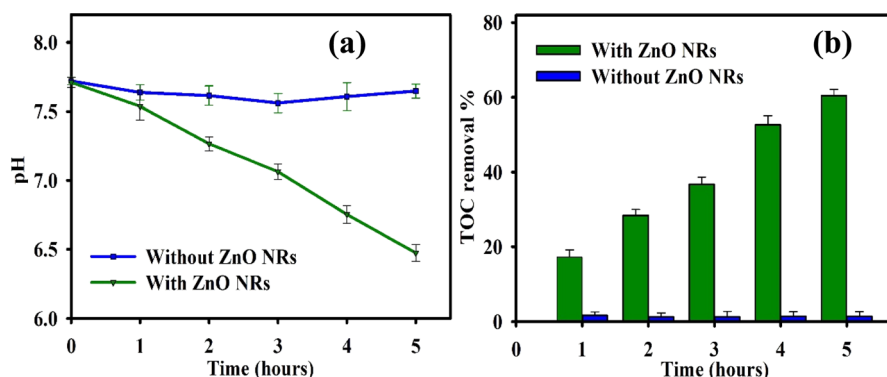 (a)
8.0
7.5
7.0
6.5
6.0
pH
Without ZnO NRs
With ZnO NRs
0 1 2 3 4 5
Time (hours)
(b)
80
60
40
20
0
TOC removal %
With ZnO NRs
Without ZnO NRs
0 1 2 3 4 5
Time (hours)